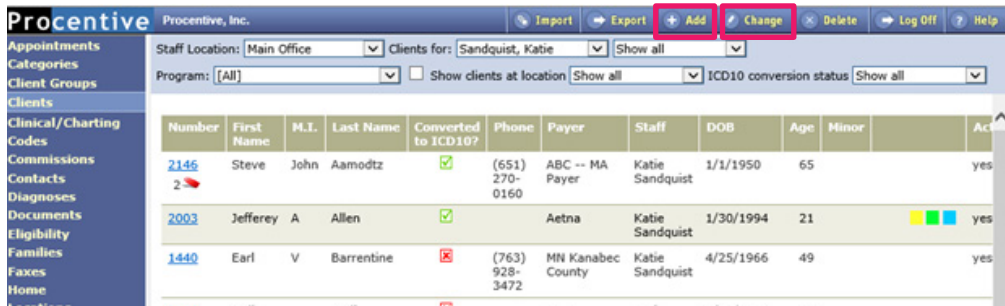 Procentive Procentive, Inc. Import Export Add Change Delete Log Off ? Help
Appointments
Categories
Client Groups
Clients
Clinical/Charting
Codes
Commissions
Contacts
Diagnoses
Documents
Eligibility
Families
Faxes
Home
Staff Location: Main Office Clients for: Sandquist, Katie Show all
Program: [All] Show clients at location Show all ICD10 conversion status Show all
Number First Name M.I. Last Name Converted to ICD10? Phone Payer Staff DOB Age Minor
2146 Steve John Aamodtz (651) 270-0160 ABC -- MA Payer Katie Sandquist 1/1/1950 65 yes
2
2003 Jefferey A Allen Aetna Katie Sandquist 1/30/1994 21 yes
1440 Earl V Barrentine (763) 928-3472 MN Kanabec County Katie Sandquist 4/25/1966 49 yes